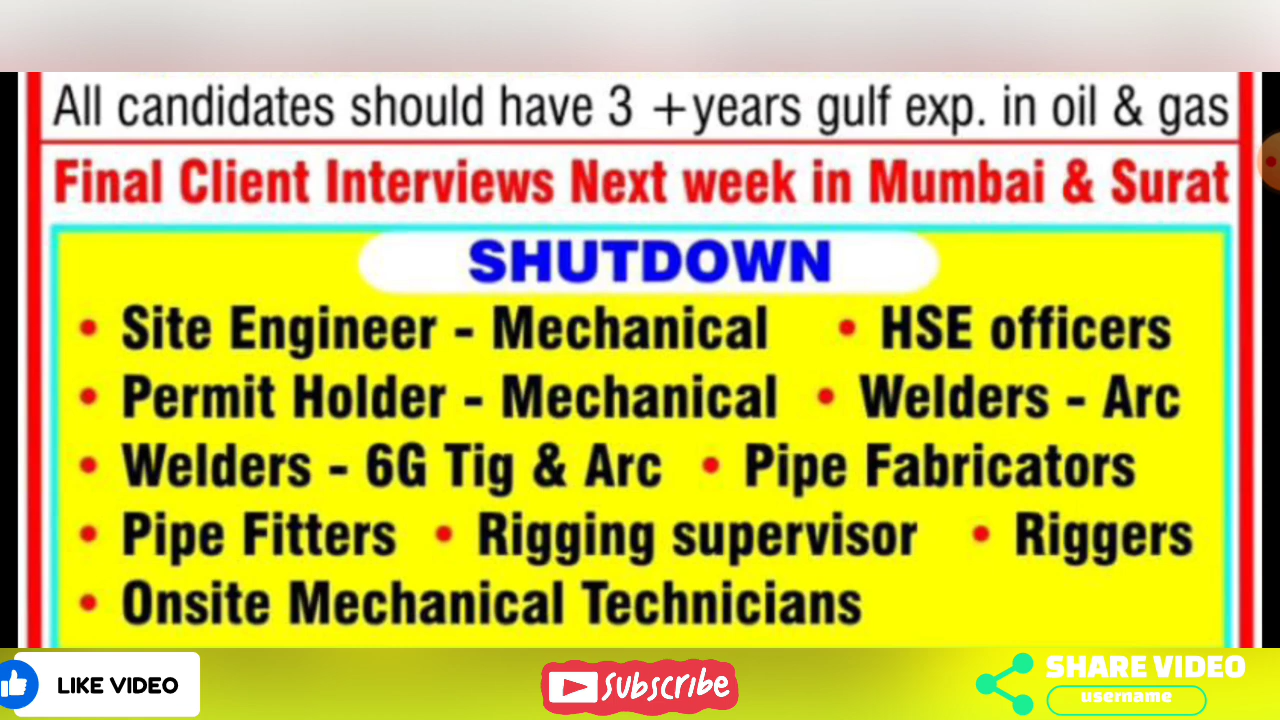 All candidates should have 3 +years gulf exp. in oil & gas
Final Client Interviews Next week in Mumbai & Surat
SHUTDOWN
• Site Engineer - Mechanical • HSE officers
• Permit Holder - Mechanical • Welders - Arc
• Welders - 6G Tig & Arc • Pipe Fabricators
• Pipe Fitters • Rigging supervisor • Riggers
• Onsite Mechanical Technicians
LIKE VIDEO
Subscribe
SHARE VIDEO
username